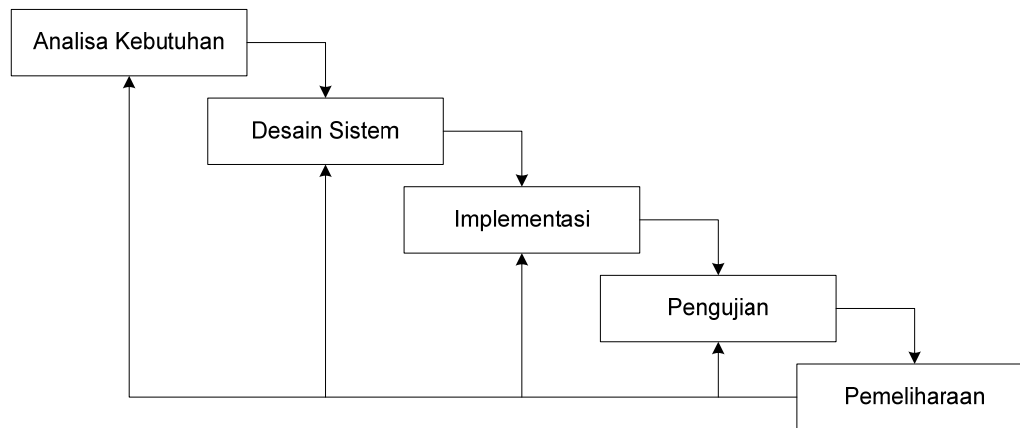 Analisa Kebutuhan
Desain Sistem
Implementasi
Pengujian
Pemeliharaan